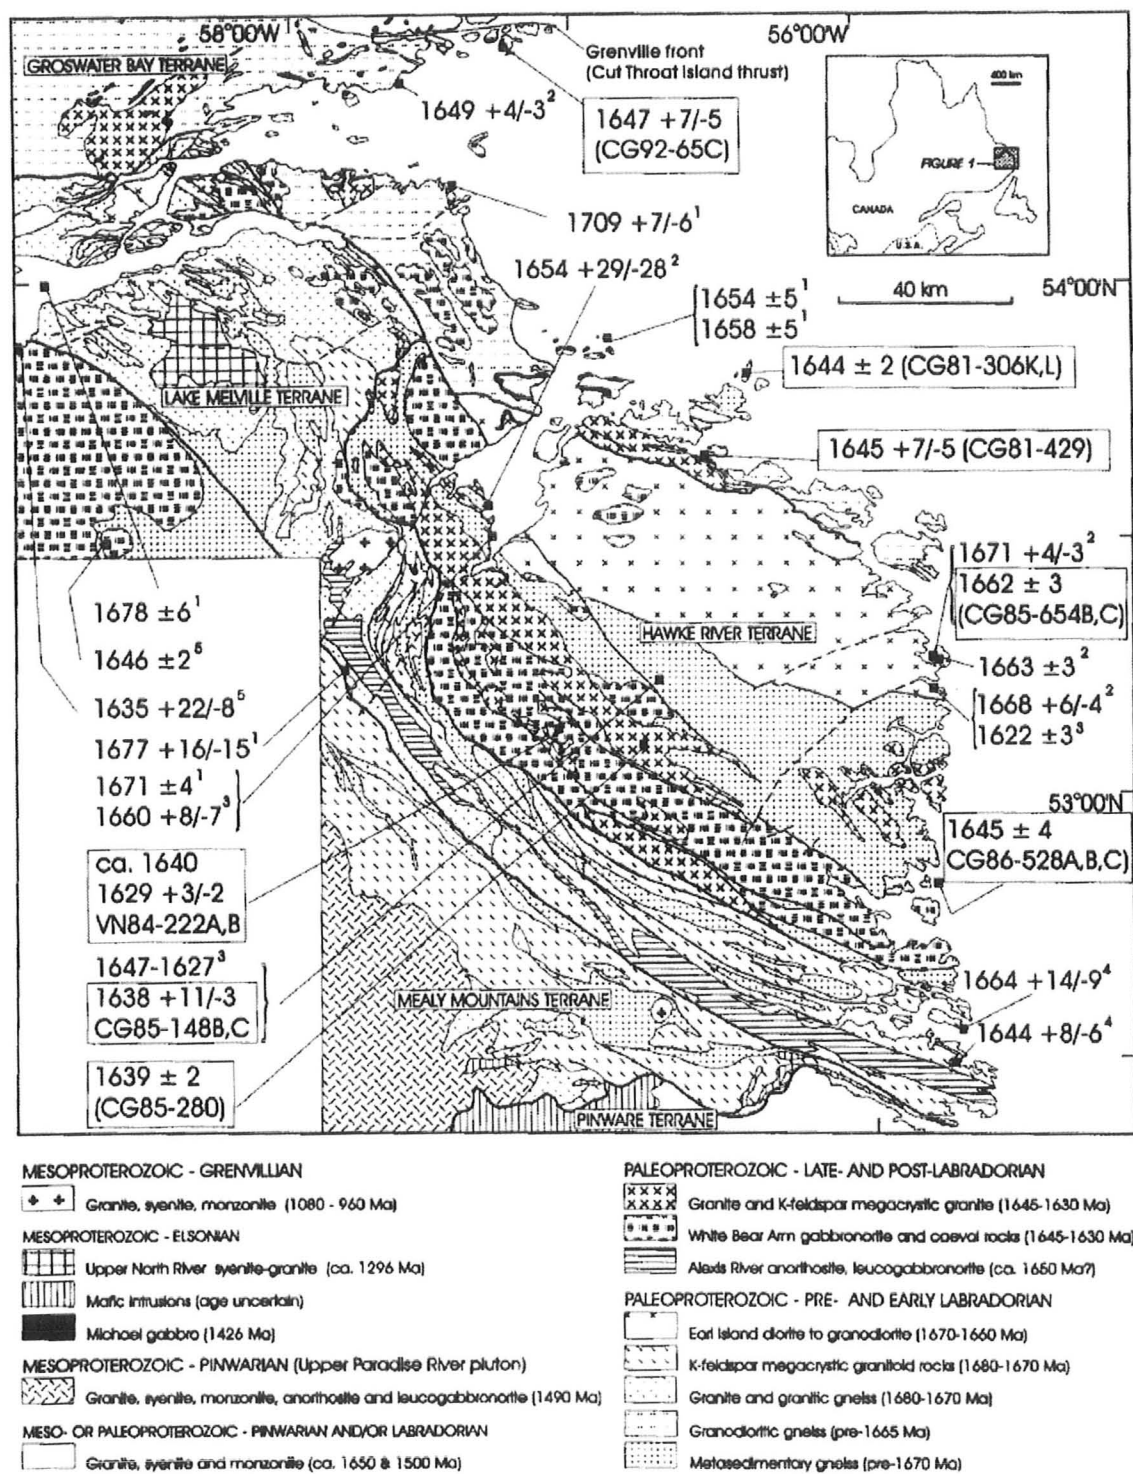 58°00'W
56°00'W
GROSWATER BAY TERRANE
Grenville front
(Cut Throat Island thrust)
400 km
FIGURE 1
CANADA
U.S.A.
1649 +4/-3²
1647 +7/-5
(CG92-65C)
1709 +7/-6¹
1654 +29/-28²
40 km
54°00'N
1654 ±5¹
1658 ±5¹
1644 ± 2 (CG81-306K,L)
LAKE MELVILLE TERRANE
1645 +7/-5 (CG81-429)
1671 +4/-3²
1662 ± 3
(CG85-654B,C)
HAWKE RIVER TERRANE
1663 ±3²
1668 +6/-4²
1622 ±3³
1678 ±6¹
1646 ±2⁵
1635 +22/-8⁵
1677 +16/-15¹
1671 ±4¹
1660 +8/-7³
53°00'N
1645 ± 4
CG86-528A,B,C)
ca. 1640
1629 +3/-2
VN84-222A,B
1647-1627³
1638 +11/-3
CG85-148B,C
MEALY MOUNTAINS TERRANE
1664 +14/-9⁴
1644 +8/-6⁴
1639 ± 2
(CG85-280)
PINWARE TERRANE
MESOPROTEROZOIC - GRENVILLIAN
Granite, syenite, monzonite (1080 - 960 Ma)
MESOPROTEROZOIC - ELSONIAN
Upper North River syenite-granite (ca. 1296 Ma)
Mafic intrusions (age uncertain)
Michael gabbro (1426 Ma)
MESOPROTEROZOIC - PINWARIAN (Upper Paradise River pluton)
Granite, syenite, monzonite, anorthosite and leucogabbronorite (1490 Ma)
MESO- OR PALEOPROTEROZOIC - PINWARIAN AND/OR LABRADORIAN
Granite, syenite and monzonite (ca. 1650 & 1500 Ma)
PALEOPROTEROZOIC - LATE- AND POST-LABRADORIAN
Granite and K-feldspar megacrystic granite (1645-1630 Ma)
White Bear Arm gabbronorite and coeval rocks (1645-1630 Ma)
Alexis River anorthosite, leucogabbronorite (ca. 1650 Ma?)
PALEOPROTEROZOIC - PRE- AND EARLY LABRADORIAN
Earl Island diorite to granodiorite (1670-1660 Ma)
K-feldspar megacrystic granitoid rocks (1680-1670 Ma)
Granite and granitic gneiss (1680-1670 Ma)
Granodioritic gneiss (pre-1665 Ma)
Metasedimentary gneiss (pre-1670 Ma)